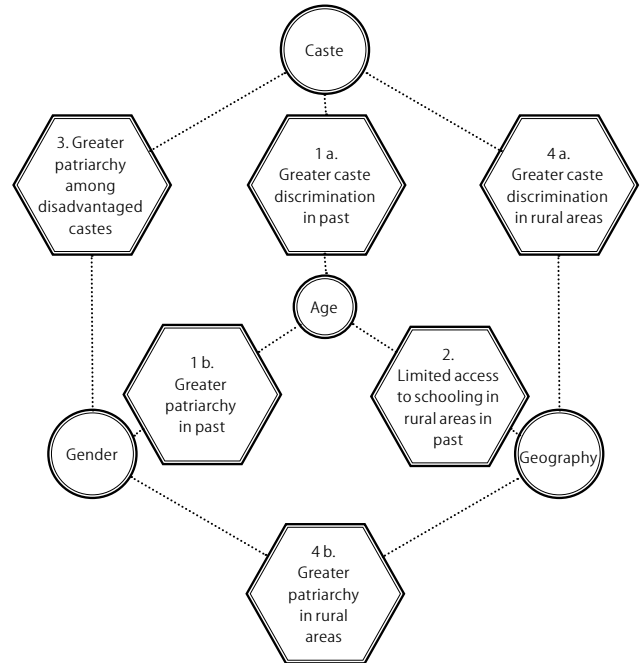 Caste
3. Greater
patriarchy
among
disadvantaged
castes
1 a.
Greater caste
discrimination
in past
4 a.
Greater caste
discrimination
in rural areas
Age
1 b.
Greater
patriarchy
in past
2.
Limited access
to schooling in
rural areas in
past
Gender
Geography
4 b.
Greater
patriarchy
in rural
areas